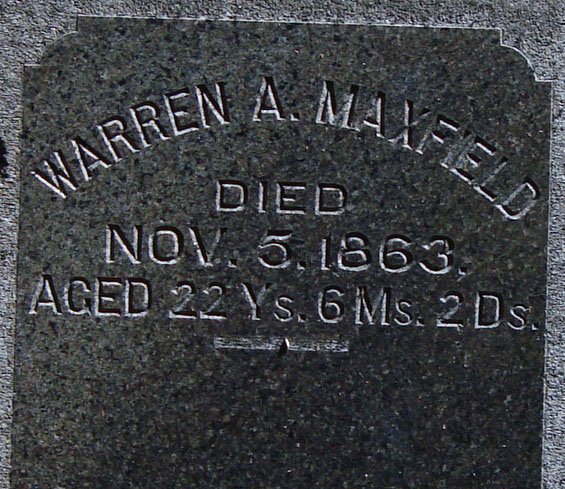 WARREN A. MAXFIELD
DIED
NOV. 5. 1863.
AGED 22 Ys. 6 Ms. 2 Ds.